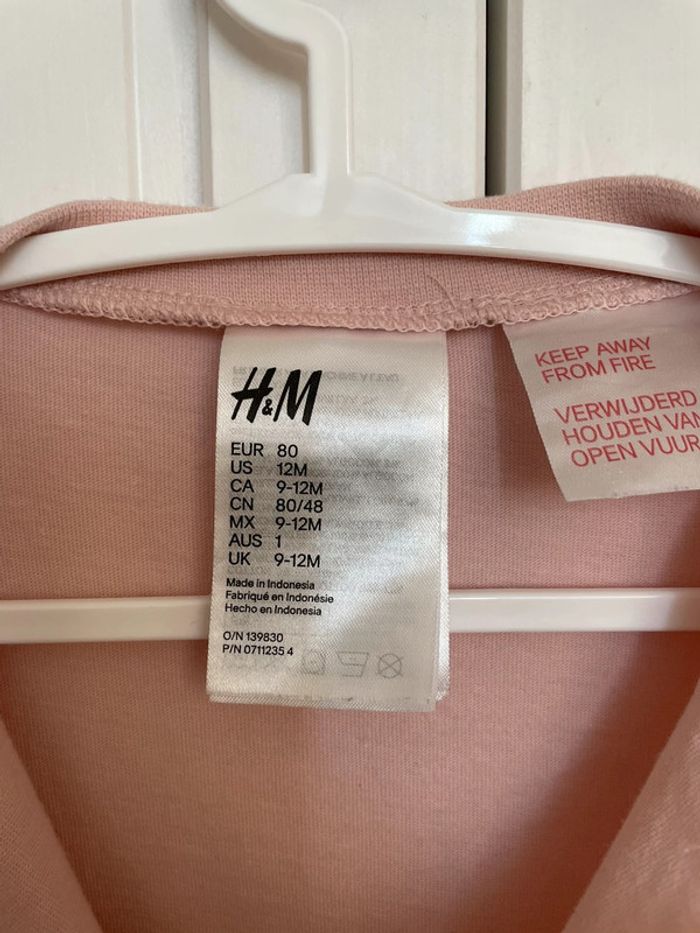 H&M
EUR 80
US 12M
CA 9-12M
CN 80/48
MX 9-12M
AUS 1
UK 9-12M
Made in Indonesia
Fabriqué en Indonésie
Hecho en Indonesia
O/N 139830
P/N 0711235 4
KEEP AWAY
FROM FIRE
VERWIJDERD
HOUDEN VAN
OPEN VUUR